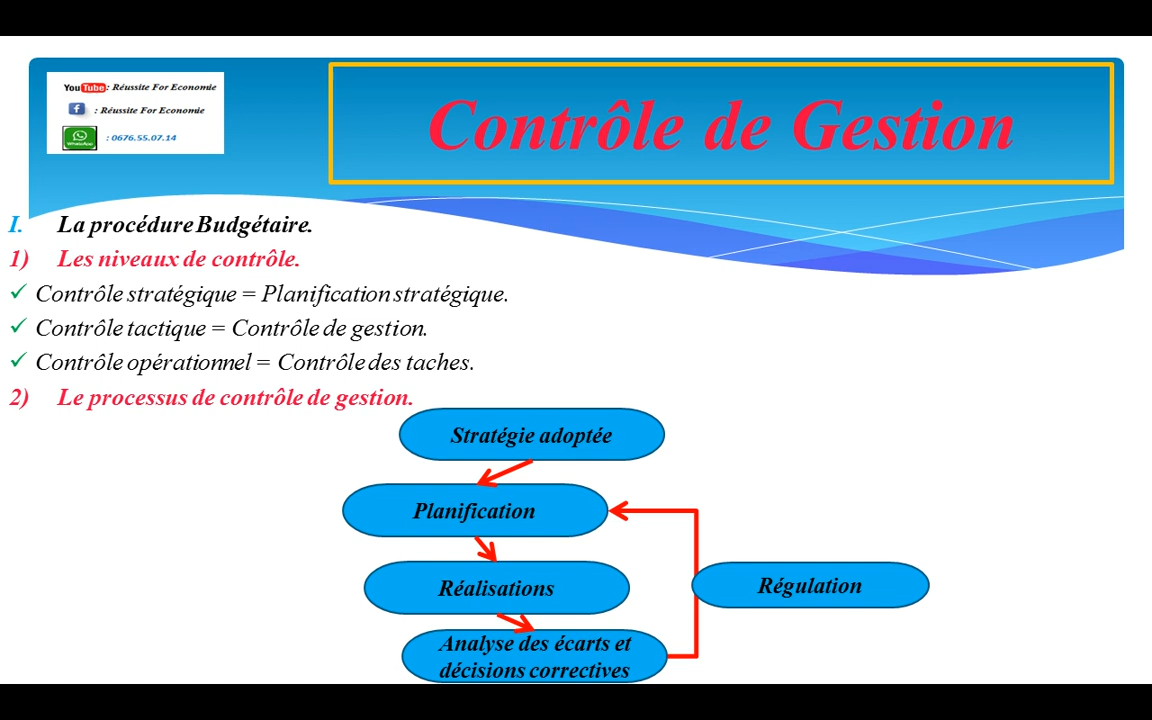 YouTube : Réussite For Economie
f : Réussite For Economie
WhatsApp : 0676.55.07.14
Contrôle de Gestion
I. La procédure Budgétaire.
1) Les niveaux de contrôle.
✓ Contrôle stratégique = Planification stratégique.
✓ Contrôle tactique = Contrôle de gestion.
✓ Contrôle opérationnel = Contrôle des taches.
2) Le processus de contrôle de gestion.
Stratégie adoptée
Planification
Réalisations
Régulation
Analyse des écarts et
décisions correctives